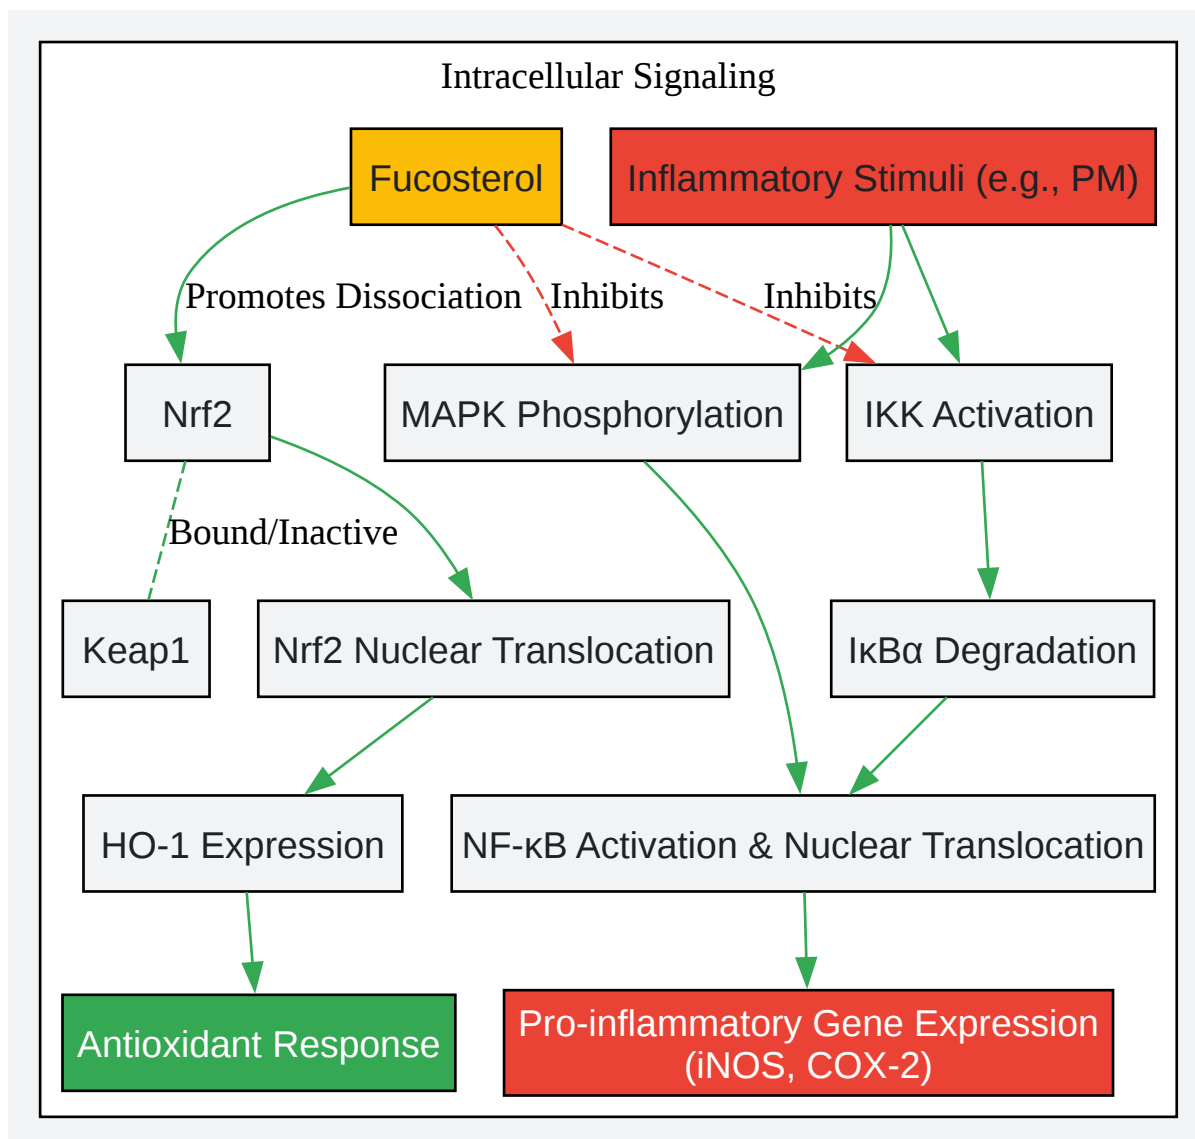 Intracellular Signaling
Fucosterol
Inflammatory Stimuli (e.g., PM)
Promotes Dissociation
Inhibits
Inhibits
Nrf2
MAPK Phosphorylation
IKK Activation
Bound/Inactive
Keap1
Nrf2 Nuclear Translocation
IκBα Degradation
HO-1 Expression
NF-κB Activation & Nuclear Translocation
Antioxidant Response
Pro-inflammatory Gene Expression
(iNOS, COX-2)